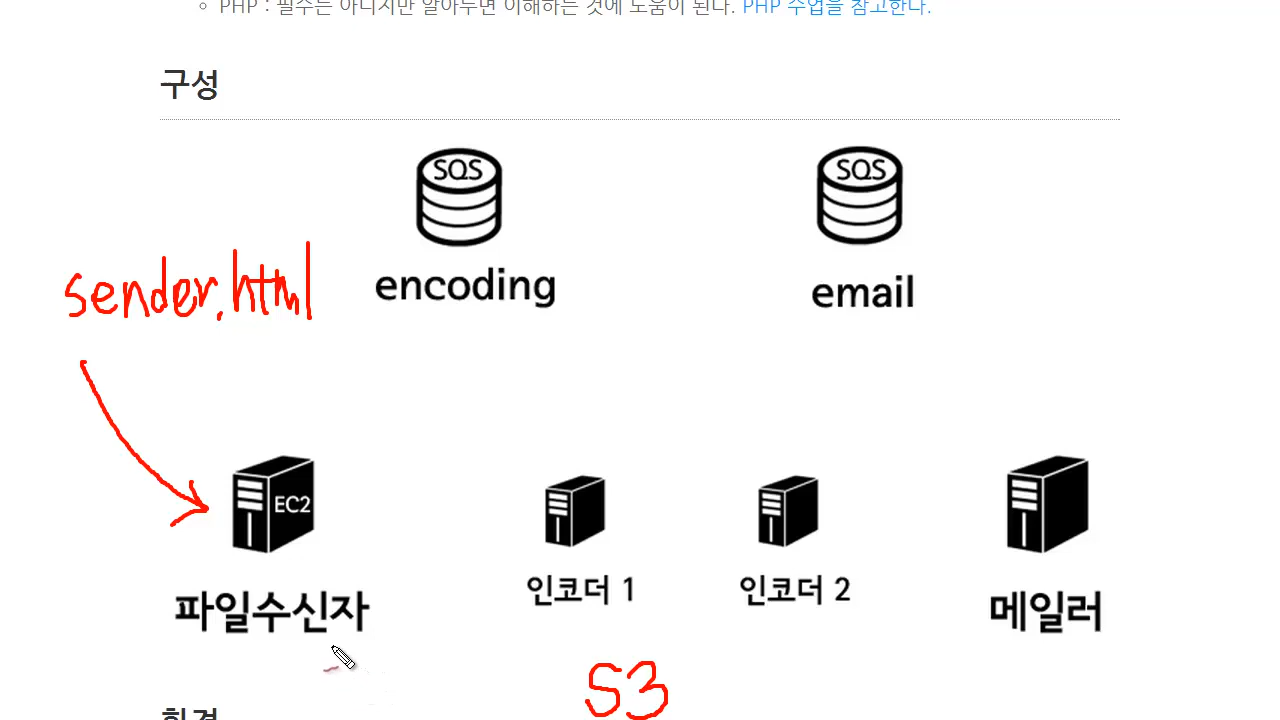 PHP : 필수는 아니지만 알아두면 이해하는 것에 도움이 된다. PHP 수업을 참고한다.
구성
SQS
SQS
encoding
email
sender.html
EC2
파일수신자
인코더 1
인코더 2
메일러
S3